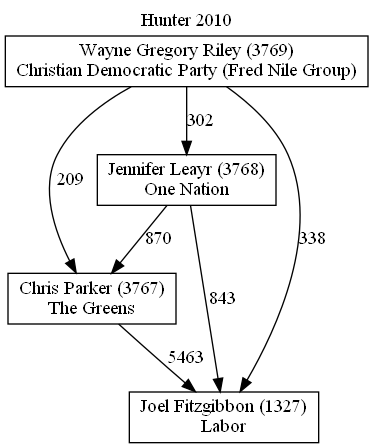 Hunter 2010
Wayne Gregory Riley (3769)
Christian Democratic Party (Fred Nile Group)
302
Jennifer Leayr (3768)
One Nation
209
870
338
Chris Parker (3767)
The Greens
843
5463
Joel Fitzgibbon (1327)
Labor